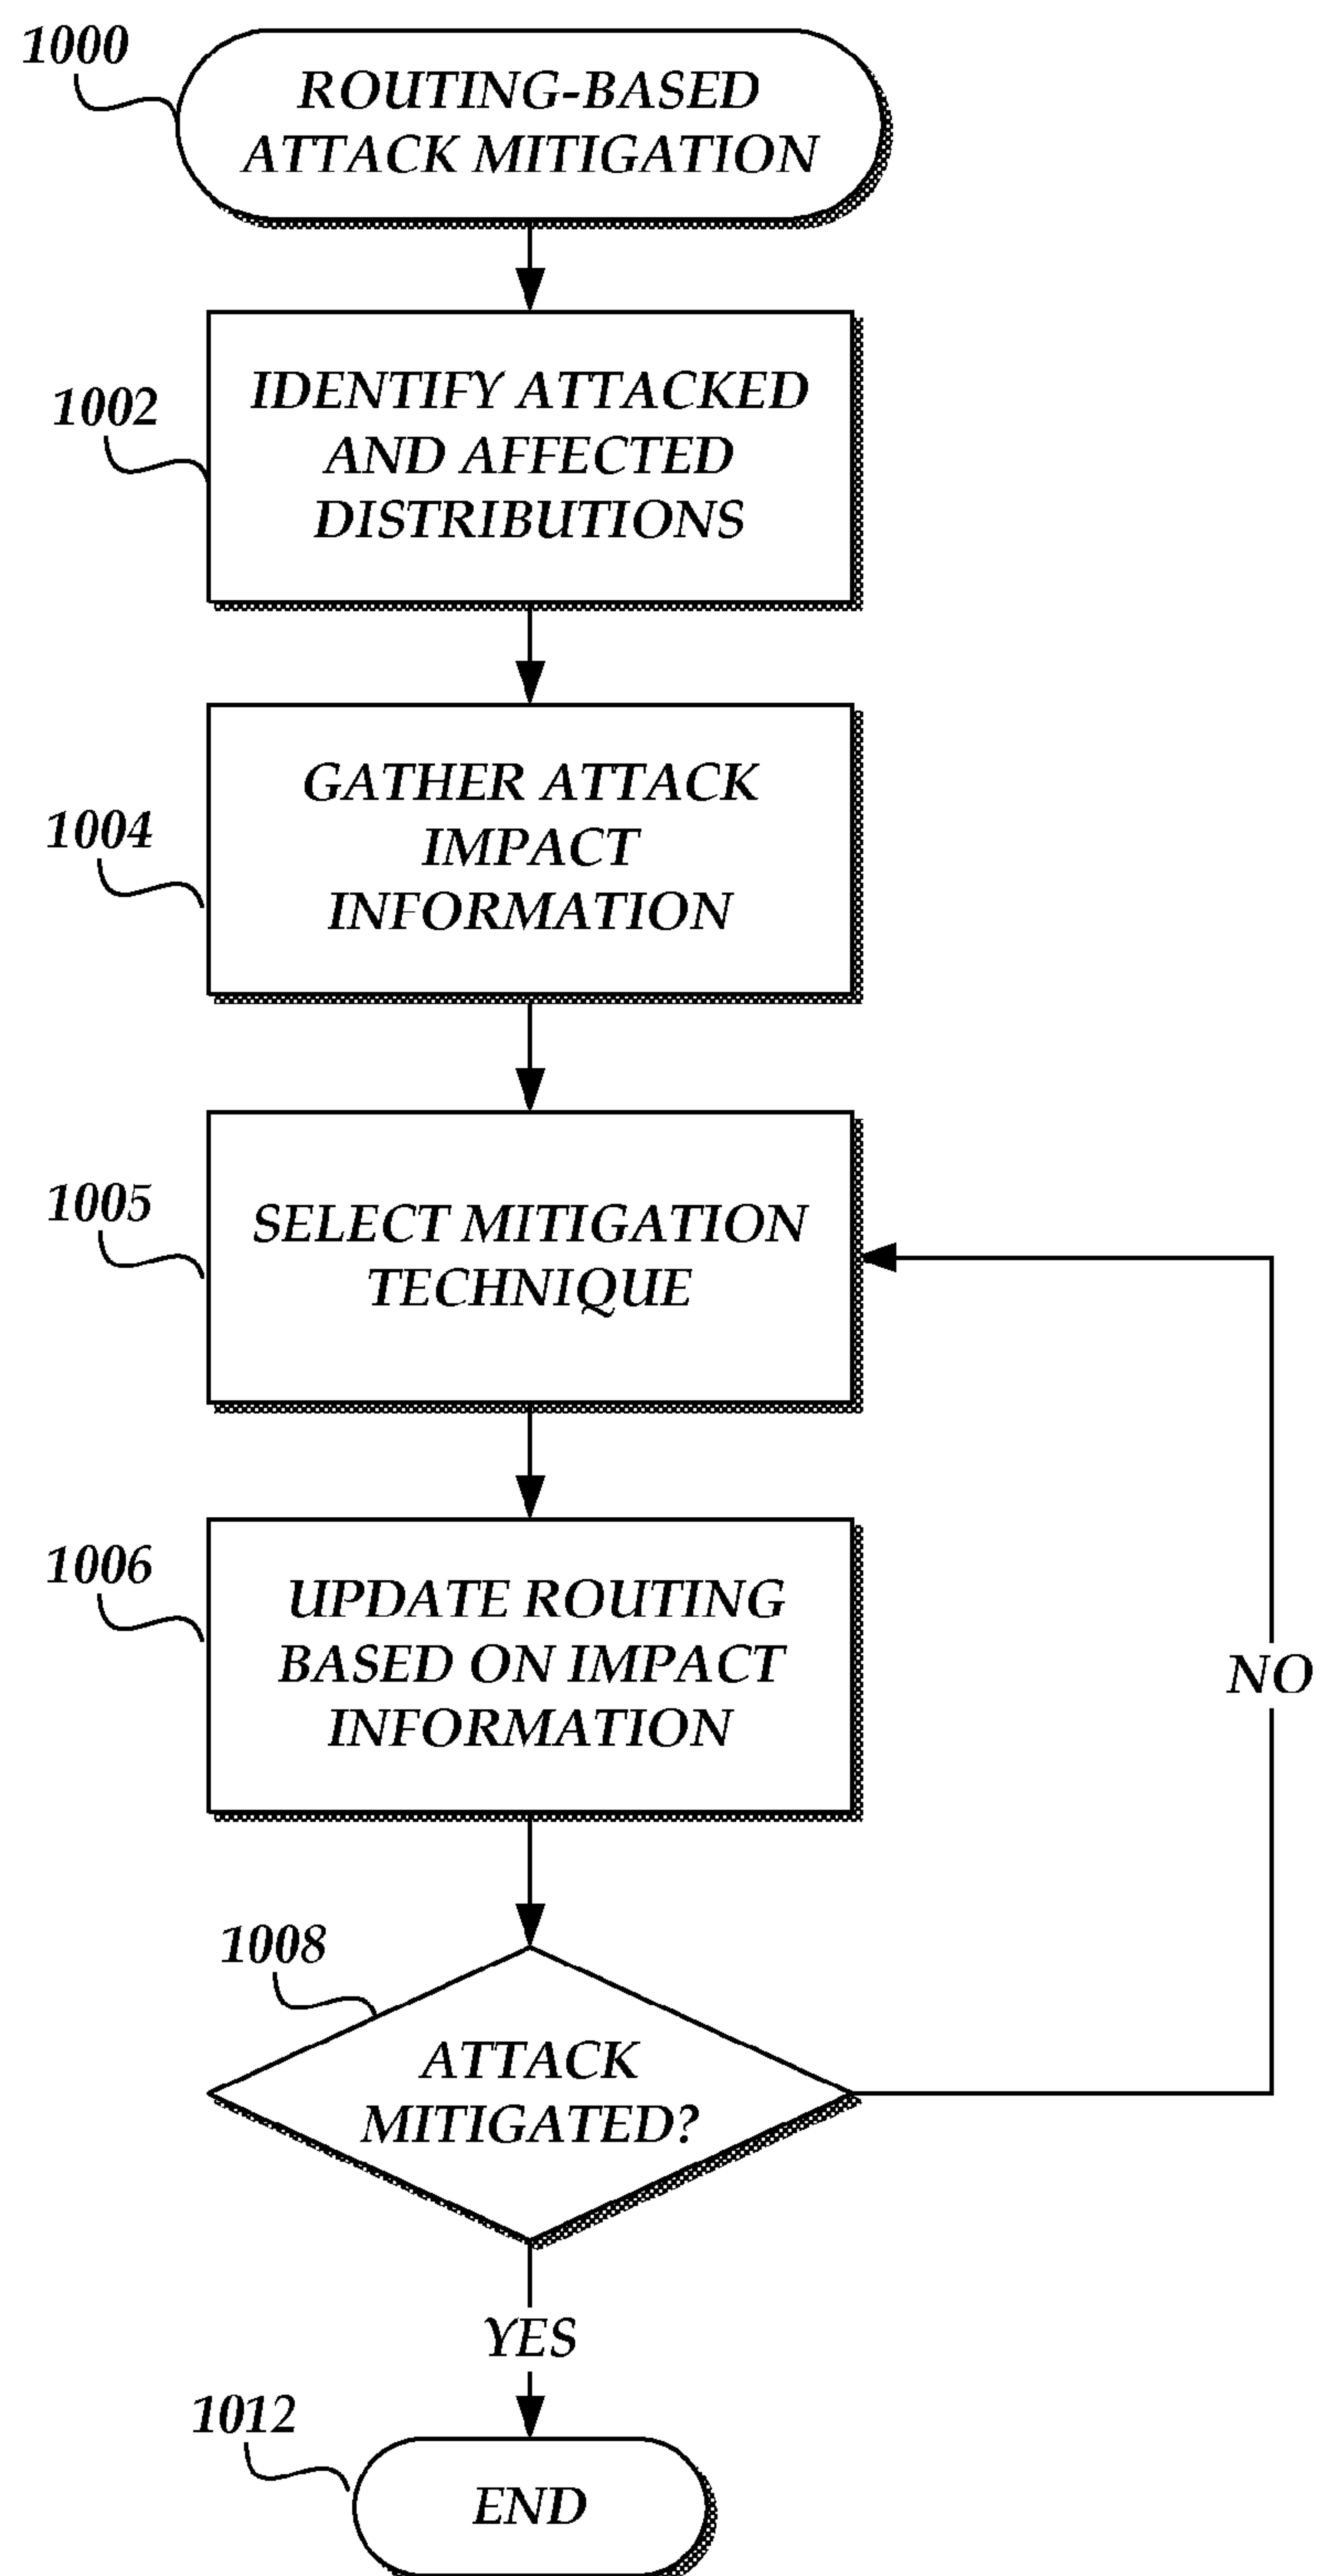 1000
ROUTING-BASED
ATTACK MITIGATION
1002
IDENTIFY ATTACKED
AND AFFECTED
DISTRIBUTIONS
1004
GATHER ATTACK
IMPACT
INFORMATION
1005
SELECT MITIGATION
TECHNIQUE
1006
UPDATE ROUTING
BASED ON IMPACT
INFORMATION
NO
1008
ATTACK
MITIGATED?
YES
1012
END